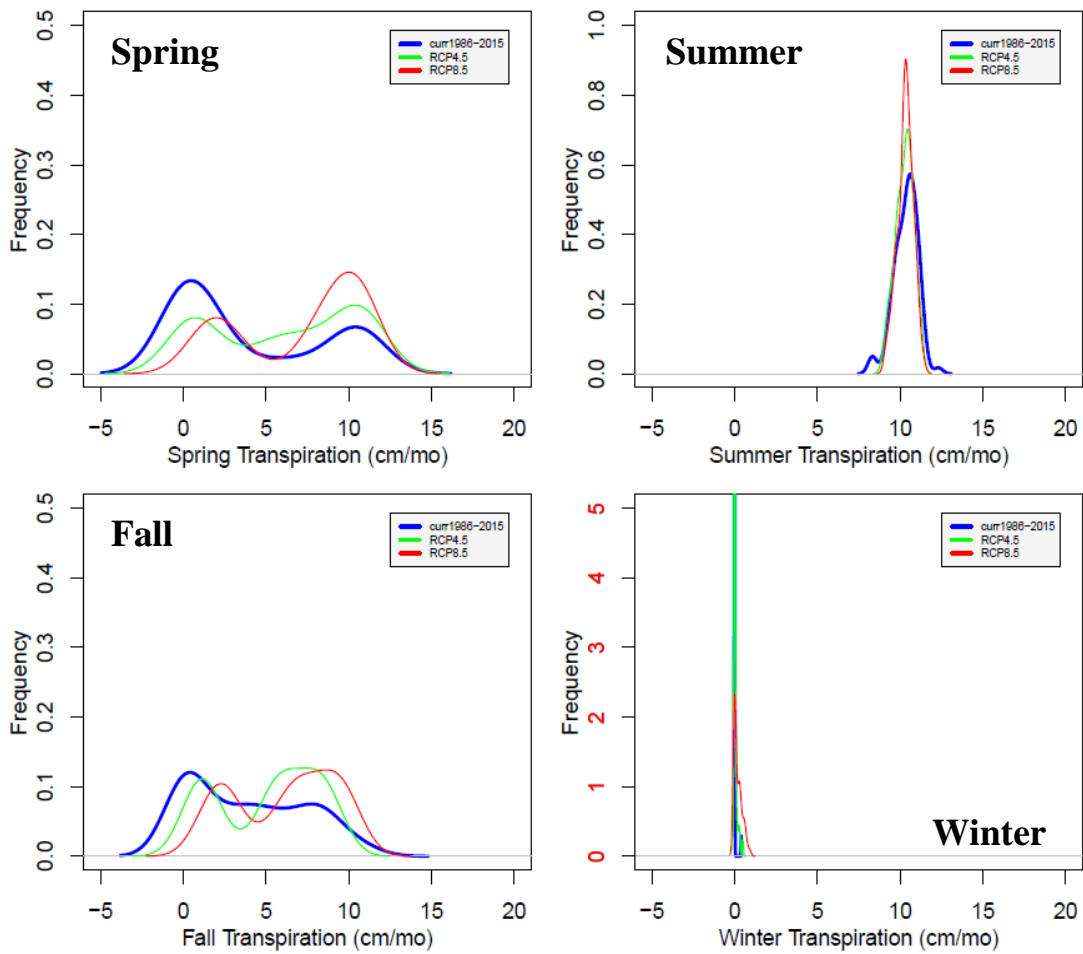 Spring
curr1986-2015
RCP4.5
RCP8.5
Frequency
0.0 0.1 0.2 0.3 0.4 0.5
-5 0 5 10 15 20
Spring Transpiration (cm/mo)
Summer
curr1986-2015
RCP4.5
RCP8.5
Frequency
0.0 0.2 0.4 0.6 0.8 1.0
-5 0 5 10 15 20
Summer Transpiration (cm/mo)
Fall
curr1986-2015
RCP4.5
RCP8.5
Frequency
0.0 0.1 0.2 0.3 0.4 0.5
-5 0 5 10 15 20
Fall Transpiration (cm/mo)
curr1986-2015
RCP4.5
RCP8.5
Frequency
0 1 2 3 4 5
Winter
-5 0 5 10 15 20
Winter Transpiration (cm/mo)